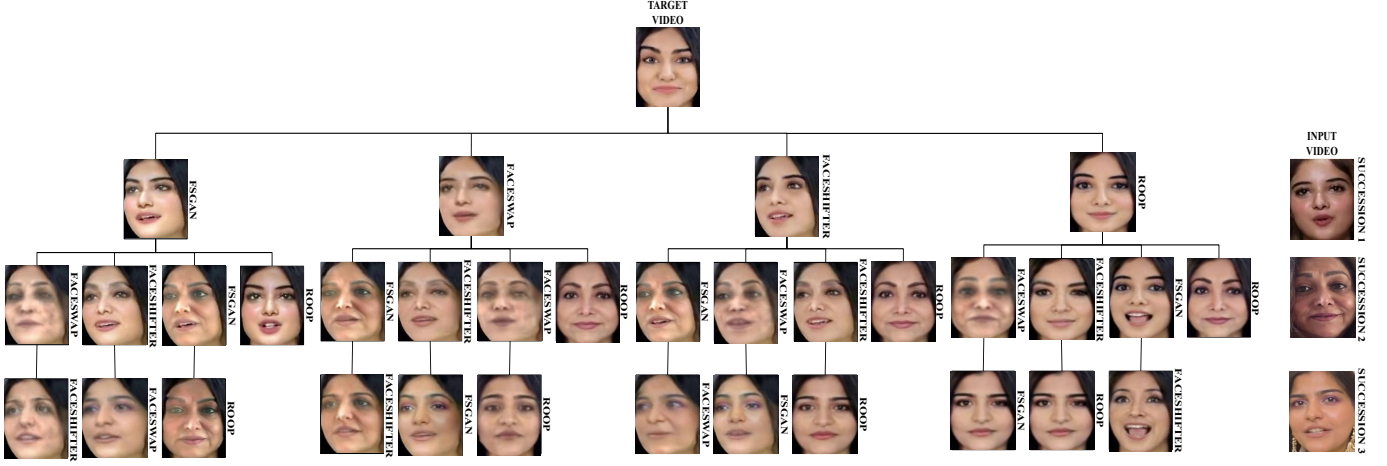 TARGET
VIDEO
FSGAN
FACESWAP
FACESHIFTER
ROOP
INPUT
VIDEO
SUCCESSION 1
FACESWAP
FACESHIFTER
FSGAN
ROOP
FSGAN
FACESHIFTER
FACESWAP
ROOP
FSGAN
FACESWAP
FACESHIFTER
ROOP
FACESWAP
FACESHIFTER
FSGAN
ROOP
SUCCESSION 2
FACESHIFTER
FACESWAP
ROOP
FACESHIFTER
FSGAN
ROOP
FACESWAP
FSGAN
ROOP
FSGAN
ROOP
FACESHIFTER
SUCCESSION 3